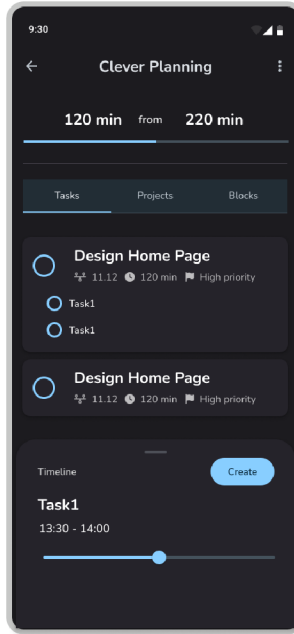 9:30
Clever Planning
120 min from 220 min
Tasks Projects Blocks
Design Home Page
11.12 120 min High priority
Task1
Task1
Design Home Page
11.12 120 min High priority
Timeline Create
Task1
13:30 - 14:00